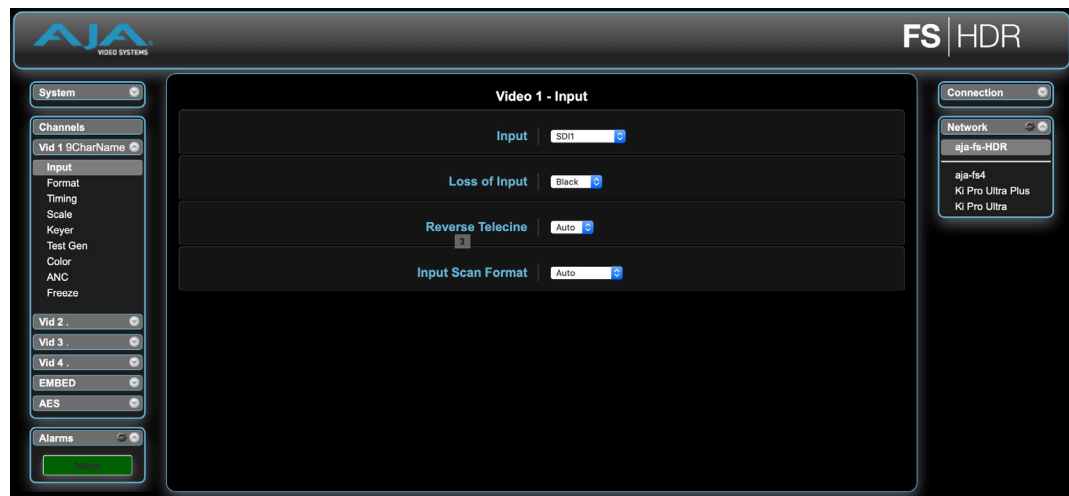 AJA
VIDEO SYSTEMS
FS HDR
System
Channels
Vid 1 9CharName
Input
Format
Timing
Scale
Keyer
Test Gen
Color
ANC
Freeze
Vid 2 .
Vid 3 .
Vid 4 .
EMBED
AES
Alarms
None
Video 1 - Input
Input SDI1
Loss of Input Black
Reverse Telecine Auto
3
Input Scan Format Auto
Connection
Network
aja-fs-HDR
aja-fs4
Ki Pro Ultra Plus
Ki Pro Ultra